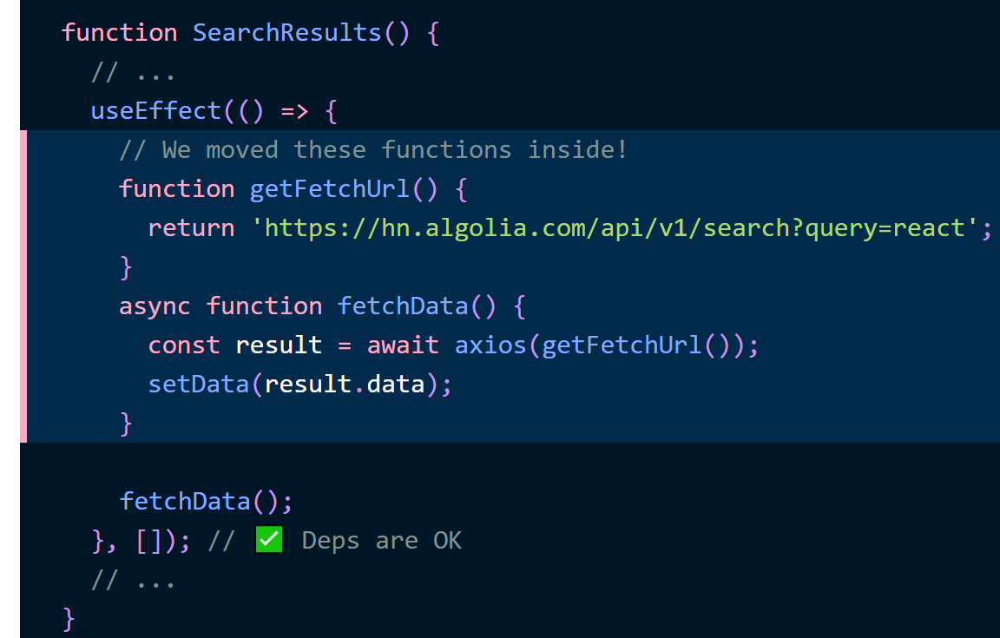 function SearchResults() {
  // ...
  useEffect(() => {
    // We moved these functions inside!
    function getFetchUrl() {
      return 'https://hn.algolia.com/api/v1/search?query=react';
    }
    async function fetchData() {
      const result = await axios(getFetchUrl());
      setData(result.data);
    }

    fetchData();
  }, []); // ✅ Deps are OK
  // ...
}